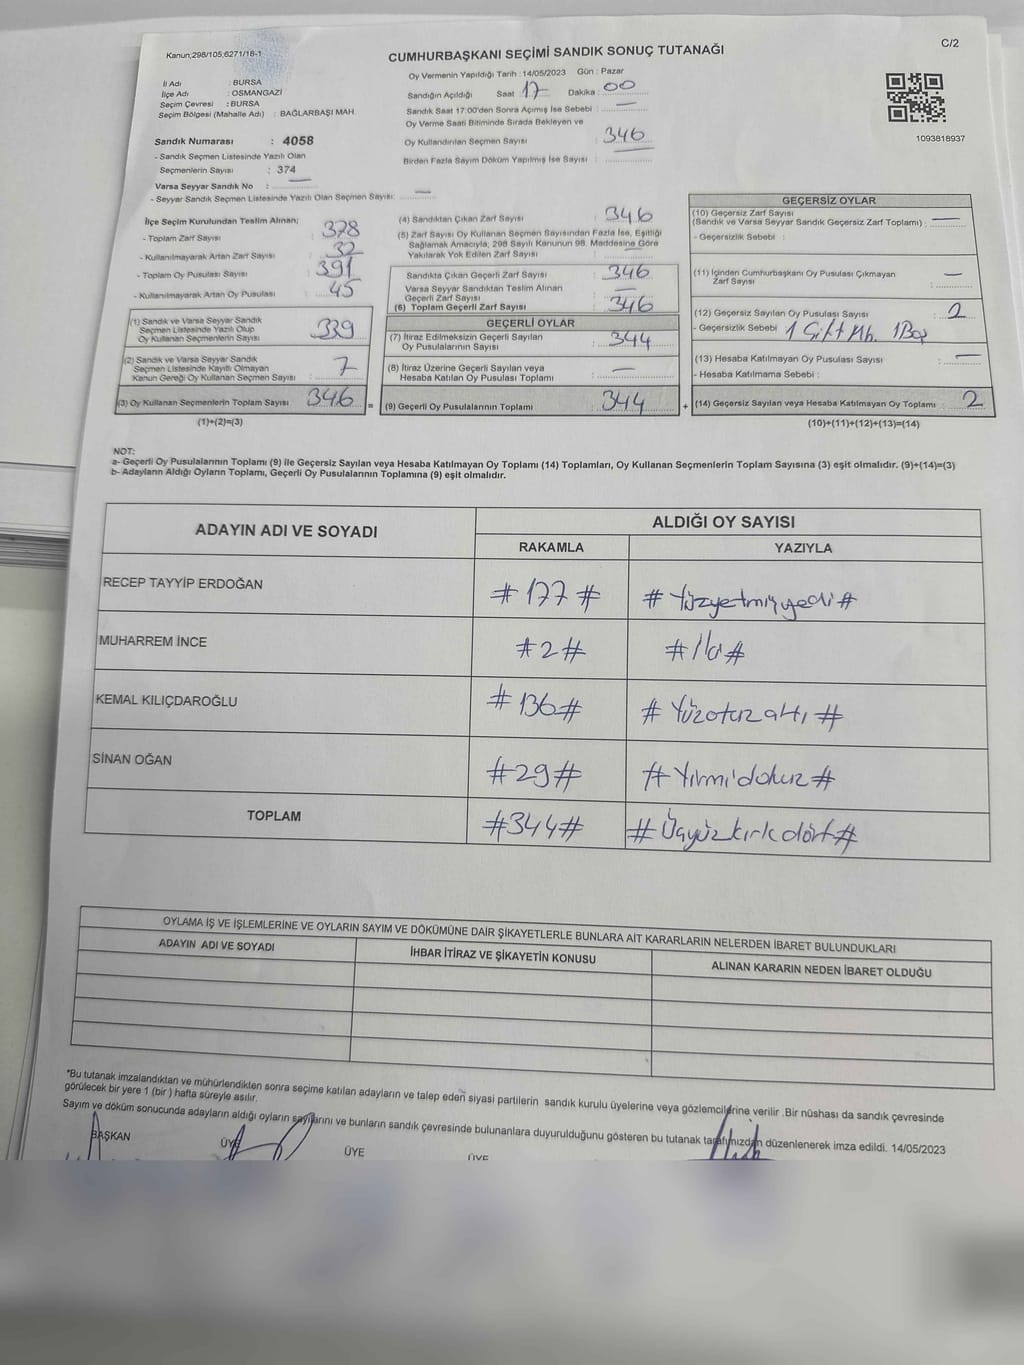 Kanun:298/105,6271/18-1
C/2
CUMHURBAŞKANI SEÇİMİ SANDIK SONUÇ TUTANAĞI
İl Adı : BURSA
İlçe Adı : OSMANGAZİ
Seçim Çevresi : BURSA
Seçim Bölgesi (Mahalle Adı) : BAĞLARBAŞI MAH.
Oy Vermenin Yapıldığı Tarih :14/05/2023 Gün : Pazar
Sandığın Açıldığı Saat 17 Dakika : 00
Sandık Saat 17:00'den Sonra Açımış İse Sebebi : —
Oy Verme Saati Bitiminde Sırada Bekleyen ve
Oy Kullandırılan Seçmen Sayısı : 346
Birden Fazla Sayım Döküm Yapılmış İse Sayısı :
1093818937
Sandık Numarası : 4058
- Sandık Seçmen Listesinde Yazılı Olan
Seçmenlerin Sayısı : 374
Varsa Seyyar Sandık No : —
- Seyyar Sandık Seçmen Listesinde Yazılı Olan Seçmen Sayısı: —
İlçe Seçim Kurulundan Teslim Alınan;
- Toplam Zarf Sayısı : 378
- Kullanılmayarak Artan Zarf Sayısı : 32
- Toplam Oy Pusulası Sayısı : 391
- Kullanılmayarak Artan Oy Pusulası : 45
(1) Sandık ve Varsa Seyyar Sandık
Seçmen Listesinde Yazılı Olup
Oy Kullanan Seçmenlerin Sayısı : 339
(2) Sandık ve Varsa Seyyar Sandık
Seçmen Listesinde Kayıtlı Olmayan
Kanun Gereği Oy Kullanan Seçmen Sayısı : 7
(3) Oy Kullanan Seçmenlerin Toplam Sayısı : 346 =
(1)+(2)=(3)
(4) Sandıktan Çıkan Zarf Sayısı : 346
(5) Zarf Sayısı Oy Kullanan Seçmen Sayısından Fazla İse, Eşitliği
Sağlamak Amacıyla; 298 Sayılı Kanunun 98. Maddesine Göre
Yakılarak Yok Edilen Zarf Sayısı : —
Sandıkta Çıkan Geçerli Zarf Sayısı : 346
Varsa Seyyar Sandıktan Teslim Alınan
Geçerli Zarf Sayısı : —
(6) Toplam Geçerli Zarf Sayısı : 346
GEÇERLİ OYLAR
(7) İtiraz Edilmeksizin Geçerli Sayılan
Oy Pusulalarının Sayısı : 344
(8) İtiraz Üzerine Geçerli Sayılan veya
Hesaba Katılan Oy Pusulası Toplamı : —
(9) Geçerli Oy Pusulalarının Toplamı : 344 +
GEÇERSİZ OYLAR
(10) Geçersiz Zarf Sayısı
(Sandık ve Varsa Seyyar Sandık Geçersiz Zarf Toplamı) : —
- Geçersizlik Sebebi :
(11) İçinden Cumhurbaşkanı Oy Pusulası Çıkmayan
Zarf Sayısı : —
(12) Geçersiz Sayılan Oy Pusulası Sayısı : 2
- Geçersizlik Sebebi 1 Çift Mh. 1 Boş
(13) Hesaba Katılmayan Oy Pusulası Sayısı : —
- Hesaba Katılmama Sebebi :
(14) Geçersiz Sayılan veya Hesaba Katılmayan Oy Toplamı : 2
(10)+(11)+(12)+(13)=(14)
NOT:
a- Geçerli Oy Pusulalarının Toplamı (9) ile Geçersiz Sayılan veya Hesaba Katılmayan Oy Toplamı (14) Toplamları, Oy Kullanan Seçmenlerin Toplam Sayısına (3) eşit olmalıdır. (9)+(14)=(3)
b- Adayların Aldığı Oyların Toplamı, Geçerli Oy Pusulalarının Toplamına (9) eşit olmalıdır.
ADAYIN ADI VE SOYADI ALDIĞI OY SAYISI
RAKAMLA YAZIYLA
RECEP TAYYİP ERDOĞAN #177# #Yüzyetmişyedi#
MUHARREM İNCE #2# #İki#
KEMAL KILIÇDAROĞLU #136# #Yüzotuzaltı#
SİNAN OĞAN #29# #Yirmidokuz#
TOPLAM #344# #Üçyüzkırkdört#
OYLAMA İŞ VE İŞLEMLERİNE VE OYLARIN SAYIM VE DÖKÜMÜNE DAİR ŞİKAYETLERLE BUNLARA AİT KARARLARIN NELERDEN İBARET BULUNDUKLARI
ADAYIN ADI VE SOYADI İHBAR İTİRAZ VE ŞİKAYETİN KONUSU ALINAN KARARIN NEDEN İBARET OLDUĞU
*Bu tutanak imzalandıktan ve mühürlendikten sonra seçime katılan adayların ve talep eden siyasi partilerin sandık kurulu üyelerine veya gözlemcilerine verilir .Bir nüshası da sandık çevresinde
görülecek bir yere 1 (bir ) hafta süreyle asılır.
Sayım ve döküm sonucunda adayların aldığı oyların sayılarını ve bunların sandık çevresinde bulunanlara duyurulduğunu gösteren bu tutanak tarafımızdan düzenlenerek imza edildi. 14/05/2023
BAŞKAN ÜYE ÜYE ÜYE